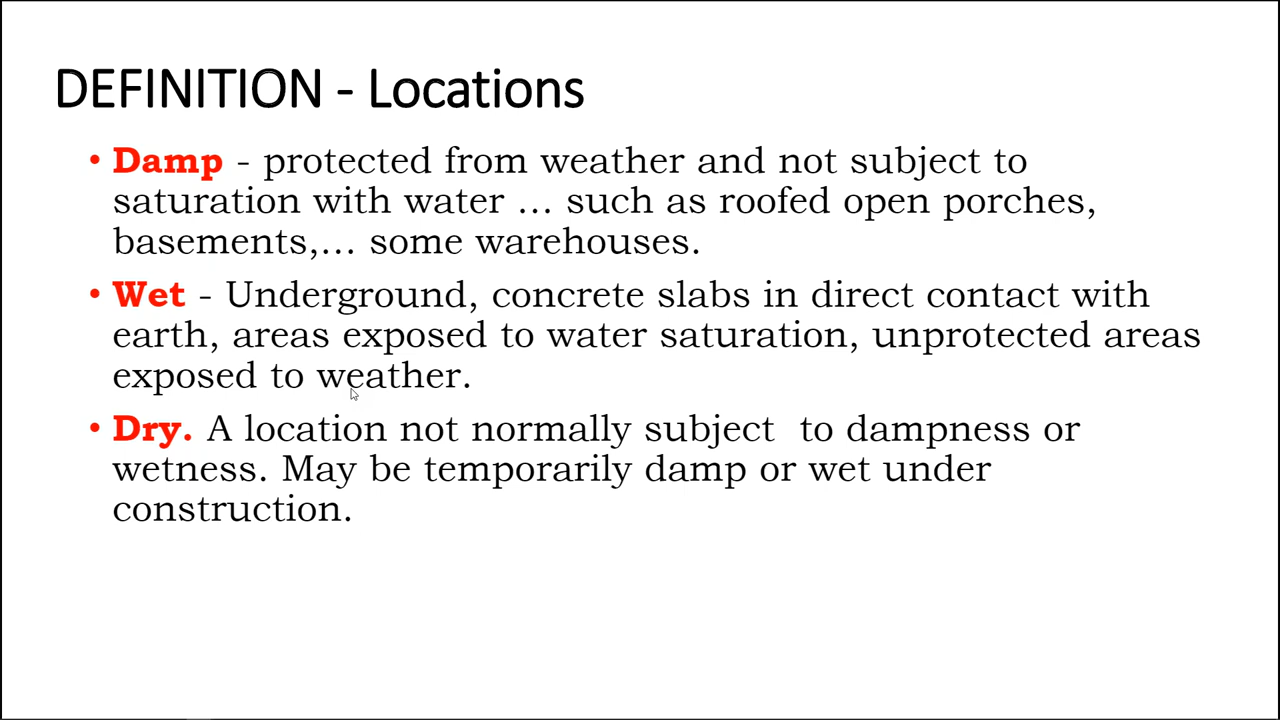 DEFINITION - Locations
• Damp - protected from weather and not subject to
saturation with water … such as roofed open porches,
basements,… some warehouses.
• Wet - Underground, concrete slabs in direct contact with
earth, areas exposed to water saturation, unprotected areas
exposed to weather.
• Dry. A location not normally subject  to dampness or
wetness. May be temporarily damp or wet under
construction.